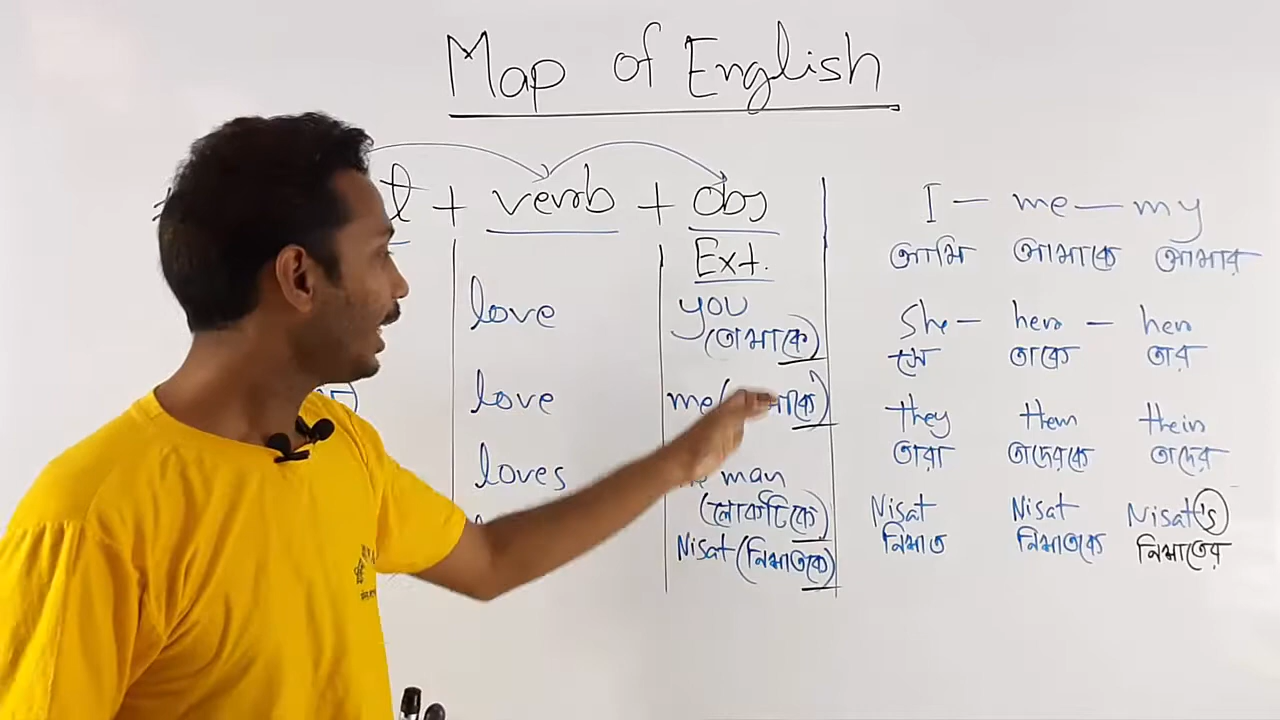 Map of English
+ verb + obj
Ext.
love you
(তোমাকে)
love me
loves man
(লোকটিকে)
Nisat (নিসাতকে)
I — me — my
আমি আমাকে আমার
She — her — her
সে তাকে তার
they them their
তারা তাদেরকে তাদের
Nisat Nisat Nisat's
নিসাত নিসাতকে নিসাতের